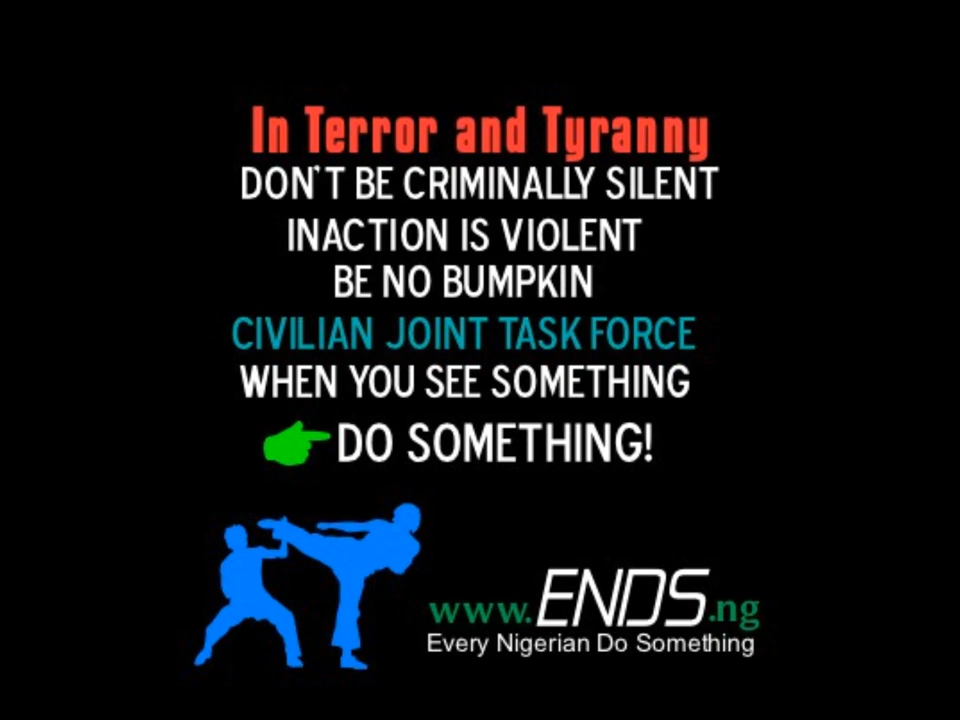 In Terror and Tyranny
DON'T BE CRIMINALLY SILENT
INACTION IS VIOLENT
BE NO BUMPKIN
CIVILIAN JOINT TASK FORCE
WHEN YOU SEE SOMETHING
DO SOMETHING!
www.ENDS.ng
Every Nigerian Do Something